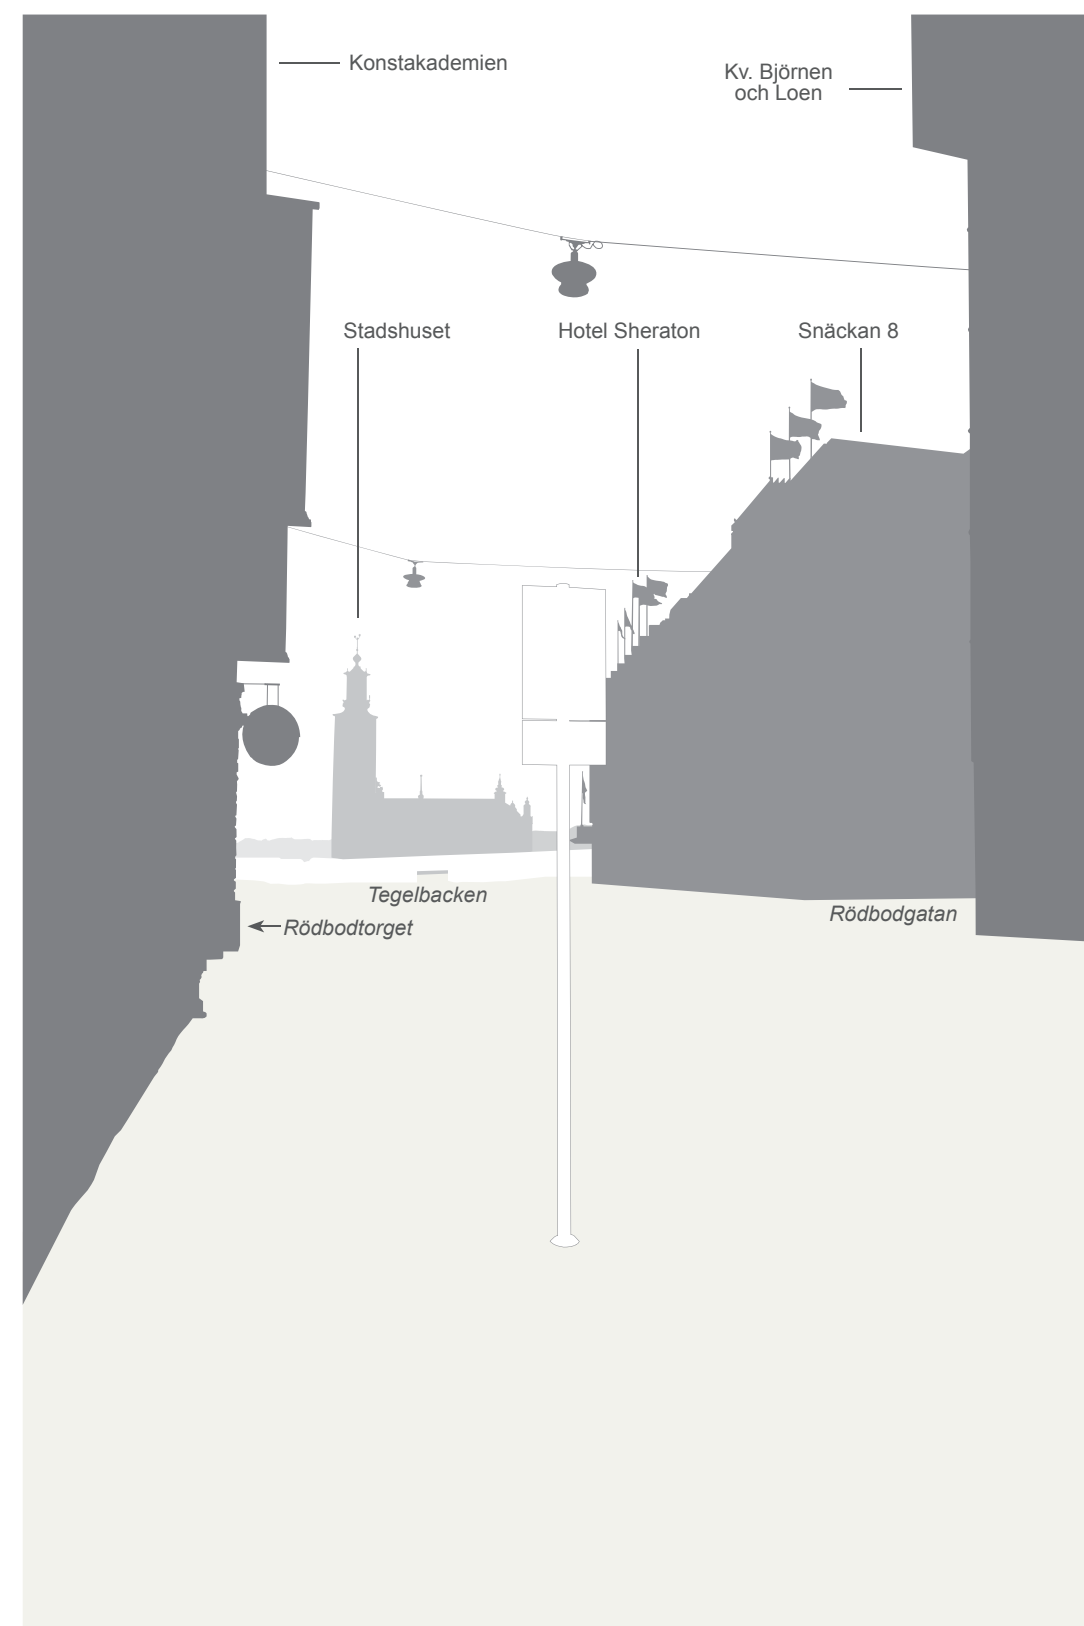 Konstakademien
Kv. Björnen
och Loen
Stadshuset
Hotel Sheraton
Snäckan 8
Tegelbacken
Rödbodgatan
Rödbodtorget